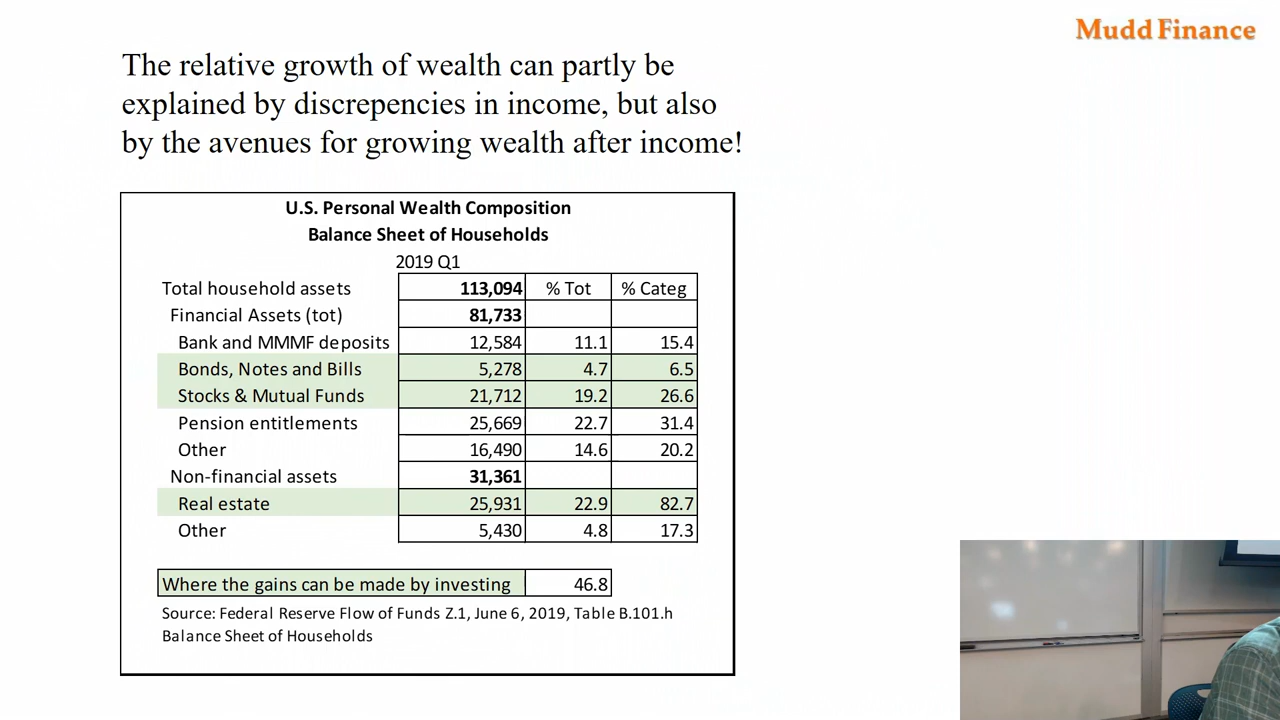 Mudd Finance
The relative growth of wealth can partly be
explained by discrepencies in income, but also
by the avenues for growing wealth after income!
U.S. Personal Wealth Composition
Balance Sheet of Households
2019 Q1
Total household assets 113,094 % Tot % Categ
Financial Assets (tot) 81,733
Bank and MMMF deposits 12,584 11.1 15.4
Bonds, Notes and Bills 5,278 4.7 6.5
Stocks & Mutual Funds 21,712 19.2 26.6
Pension entitlements 25,669 22.7 31.4
Other 16,490 14.6 20.2
Non-financial assets 31,361
Real estate 25,931 22.9 82.7
Other 5,430 4.8 17.3
Where the gains can be made by investing 46.8
Source: Federal Reserve Flow of Funds Z.1, June 6, 2019, Table B.101.h
Balance Sheet of Households